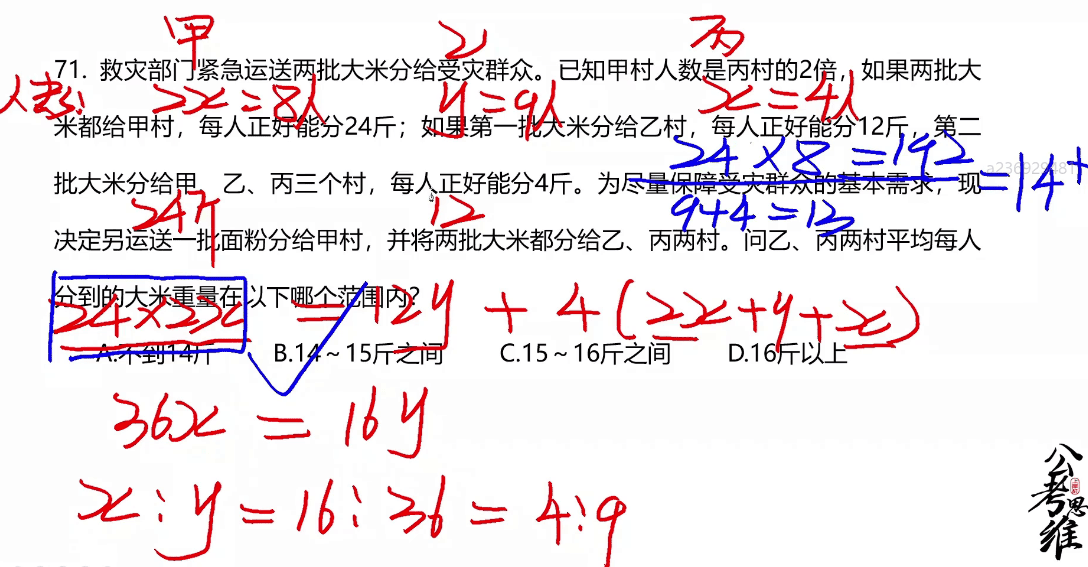 甲 乙 丙
71. 救灾部门紧急运送两批大米分给受灾群众。已知甲村人数是丙村的2倍，如果两批大
人数： 2x=8人 y=9人 x=4人
米都给甲村，每人正好能分24斤；如果第一批大米分给乙村，每人正好能分12斤，第二
24×8=192
批大米分给甲、乙、丙三个村，每人正好能分4斤。为尽量保障受灾群众的基本需求，现
=14+
24斤 12 9+4=13
决定另运送一批面粉分给甲村，并将两批大米都分给乙、丙两村。问乙、丙两村平均每人
分到的大米重量在以下哪个范围内？
24×2x = 12y + 4(2x+y+x)
A.不到14斤 B.14～15斤之间 C.15～16斤之间 D.16斤以上
36x = 16y
x:y=16:36=4:9
公考思维